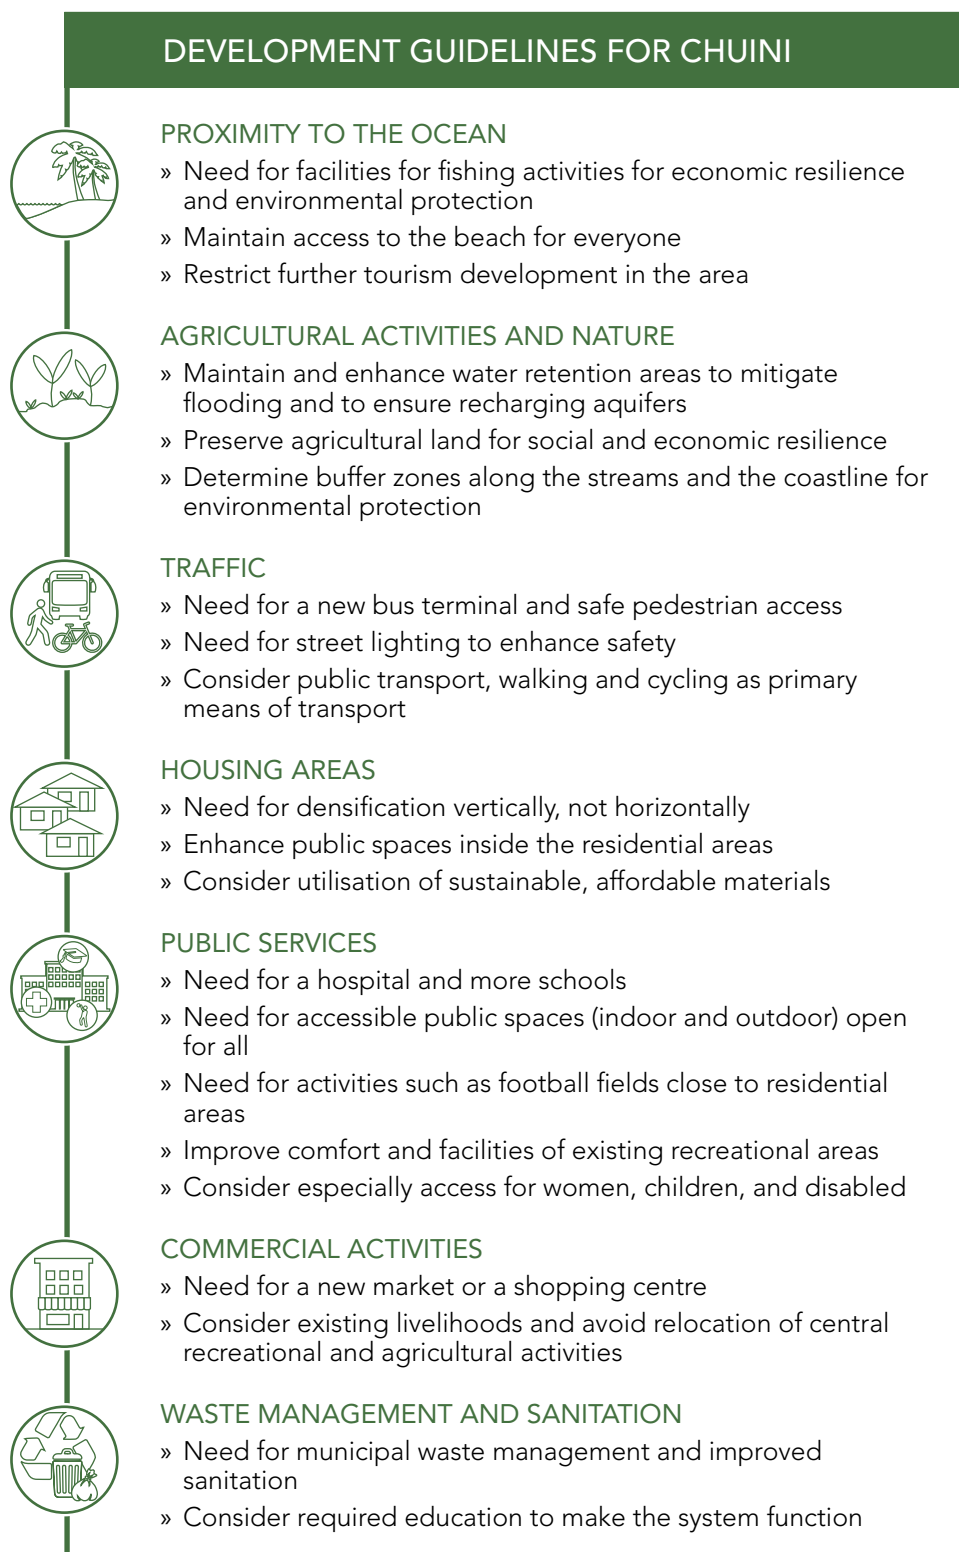 DEVELOPMENT GUIDELINES FOR CHUINI
PROXIMITY TO THE OCEAN
» Need for facilities for fishing activities for economic resilience
and environmental protection
» Maintain access to the beach for everyone
» Restrict further tourism development in the area
AGRICULTURAL ACTIVITIES AND NATURE
» Maintain and enhance water retention areas to mitigate
flooding and to ensure recharging aquifers
» Preserve agricultural land for social and economic resilience
» Determine buffer zones along the streams and the coastline for
environmental protection
TRAFFIC
» Need for a new bus terminal and safe pedestrian access
» Need for street lighting to enhance safety
» Consider public transport, walking and cycling as primary
means of transport
HOUSING AREAS
» Need for densification vertically, not horizontally
» Enhance public spaces inside the residential areas
» Consider utilisation of sustainable, affordable materials
PUBLIC SERVICES
» Need for a hospital and more schools
» Need for accessible public spaces (indoor and outdoor) open
for all
» Need for activities such as football fields close to residential
areas
» Improve comfort and facilities of existing recreational areas
» Consider especially access for women, children, and disabled
COMMERCIAL ACTIVITIES
» Need for a new market or a shopping centre
» Consider existing livelihoods and avoid relocation of central
recreational and agricultural activities
WASTE MANAGEMENT AND SANITATION
» Need for municipal waste management and improved
sanitation
» Consider required education to make the system function